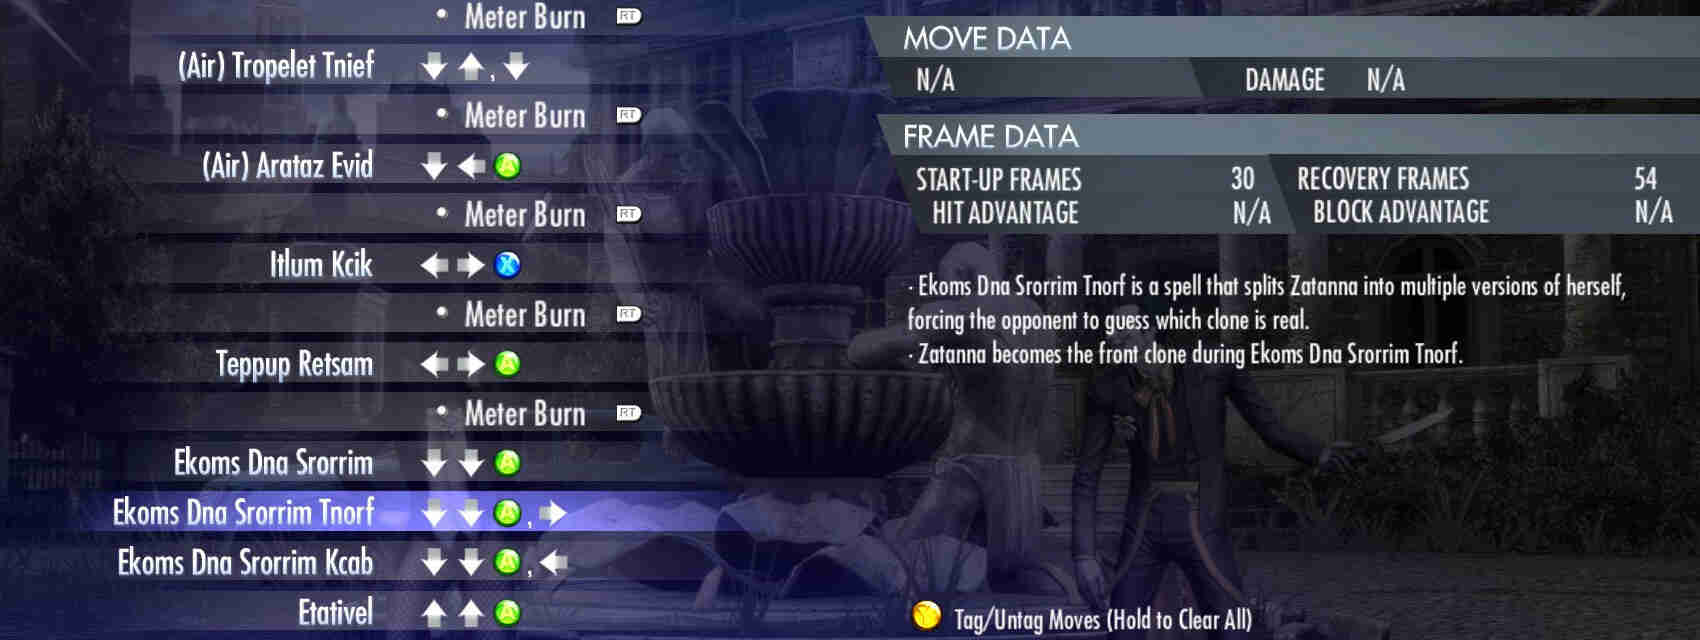 • Meter Burn RT
(Air) Tropelet Tnief ,
• Meter Burn RT
(Air) Arataz Evid A
• Meter Burn RT
Itlum Kcik X
• Meter Burn RT
Teppup Retsam A
• Meter Burn RT
Ekoms Dna Srorrim A
Ekoms Dna Srorrim Tnorf A ,
Ekoms Dna Srorrim Kcab A ,
Etativel A
MOVE DATA
N/A DAMAGE N/A
FRAME DATA
START-UP FRAMES 30 RECOVERY FRAMES 54
HIT ADVANTAGE N/A BLOCK ADVANTAGE N/A
· Ekoms Dna Srorrim Tnorf is a spell that splits Zatanna into multiple versions of herself,
forcing the opponent to guess which clone is real.
· Zatanna becomes the front clone during Ekoms Dna Srorrim Tnorf.
Y Tag/Untag Moves (Hold to Clear All)